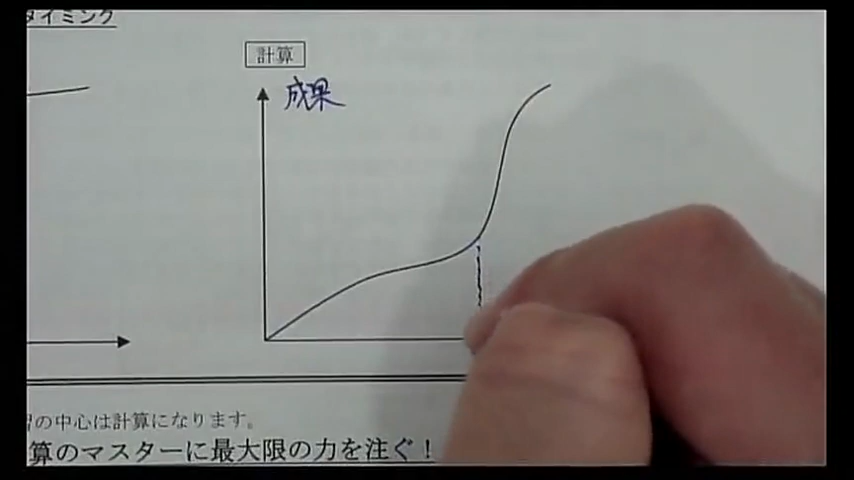 タイミング
計算
成果
習の中心は計算になります。
算のマスターに最大限の力を注ぐ！